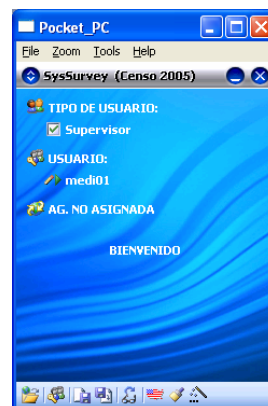 Pocket_PC
File Zoom Tools Help
SysSurvey (Censo 2005)
TIPO DE USUARIO:
Supervisor
USUARIO:
medi01
AG. NO ASIGNADA
BIENVENIDO